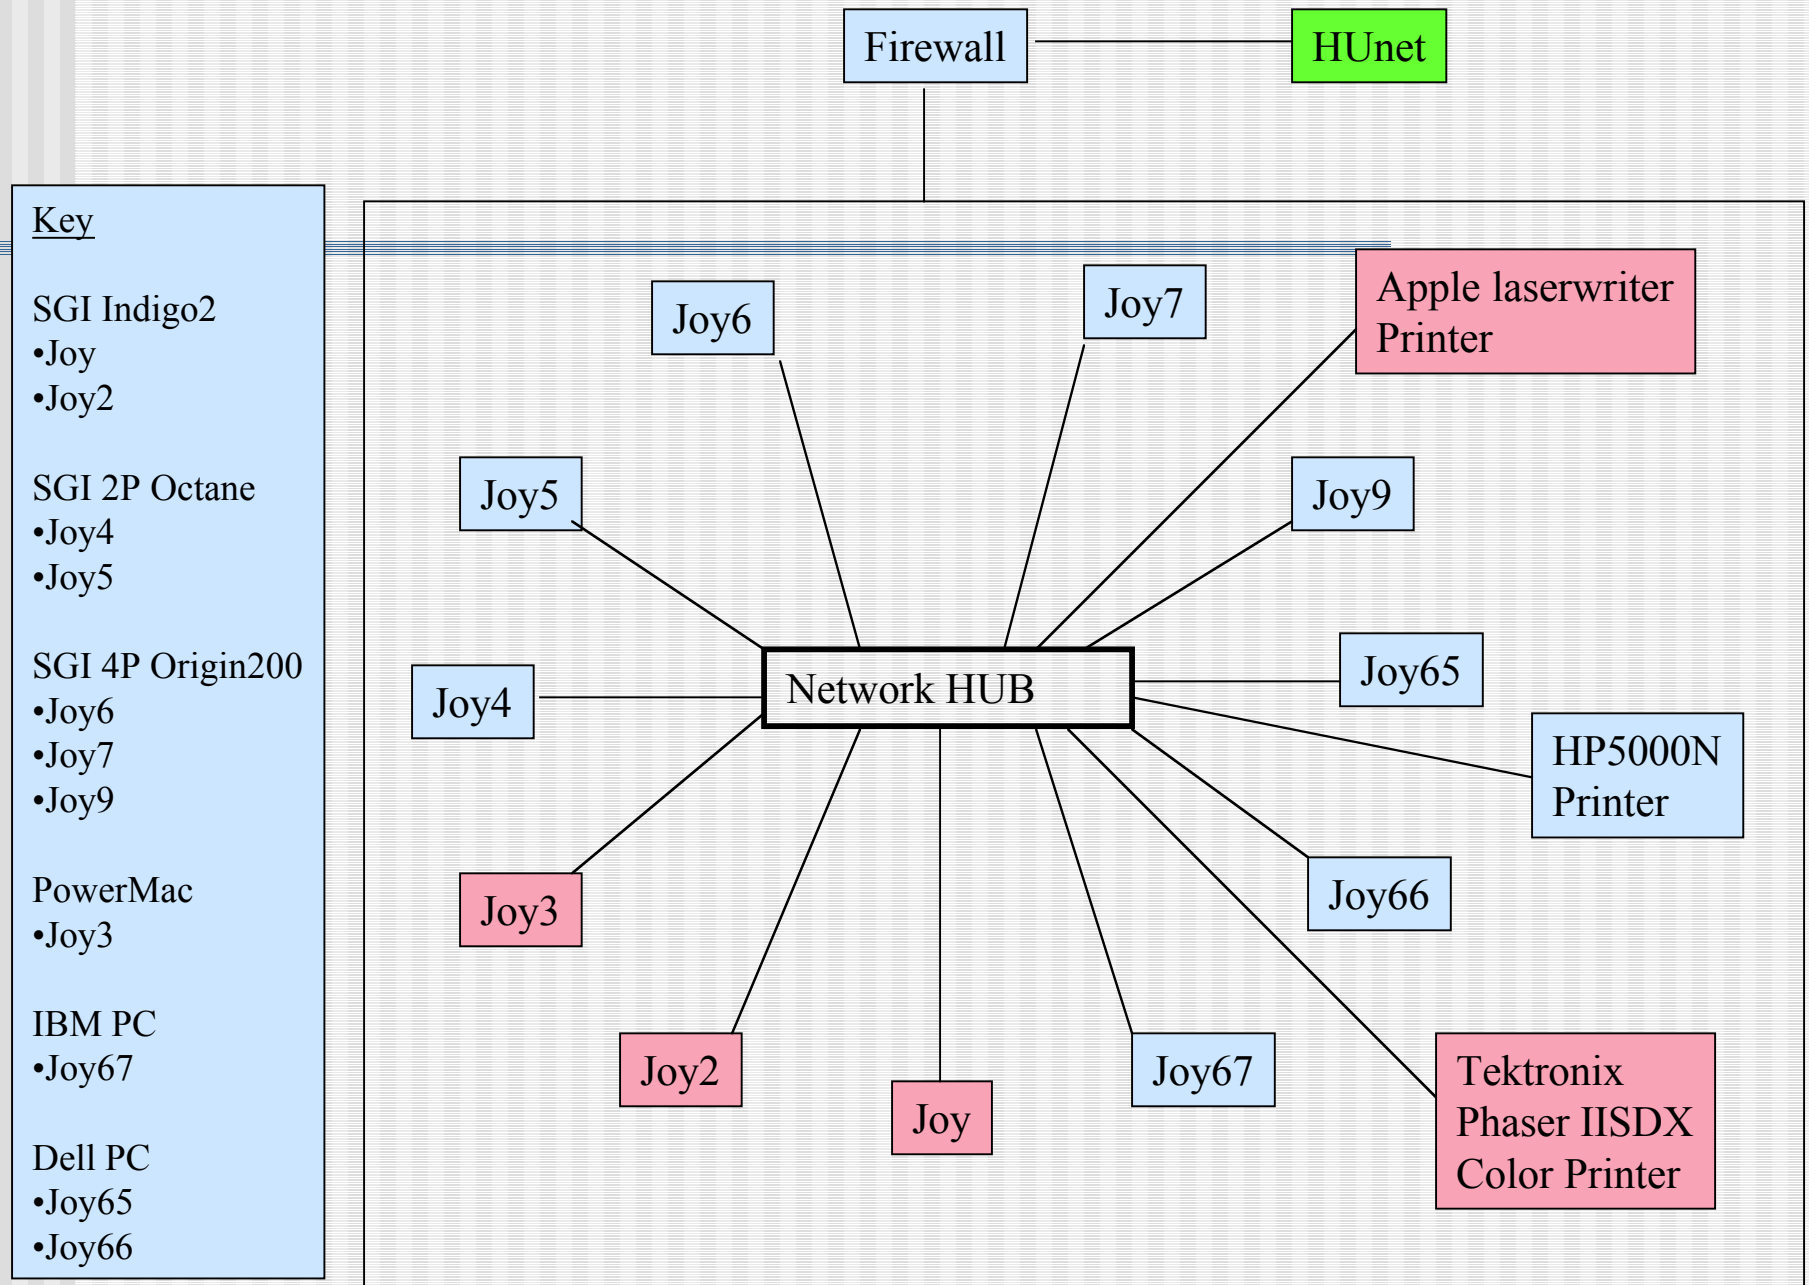 Firewall
HUnet
Key
SGI Indigo2
•Joy
•Joy2
SGI 2P Octane
•Joy4
•Joy5
SGI 4P Origin200
•Joy6
•Joy7
•Joy9
PowerMac
•Joy3
IBM PC
•Joy67
Dell PC
•Joy65
•Joy66
Joy6
Joy7
Apple laserwriter
Printer
Joy5
Joy9
Joy4
Network HUB
Joy65
HP5000N
Printer
Joy3
Joy66
Joy2
Joy
Joy67
Tektronix
Phaser IISDX
Color Printer